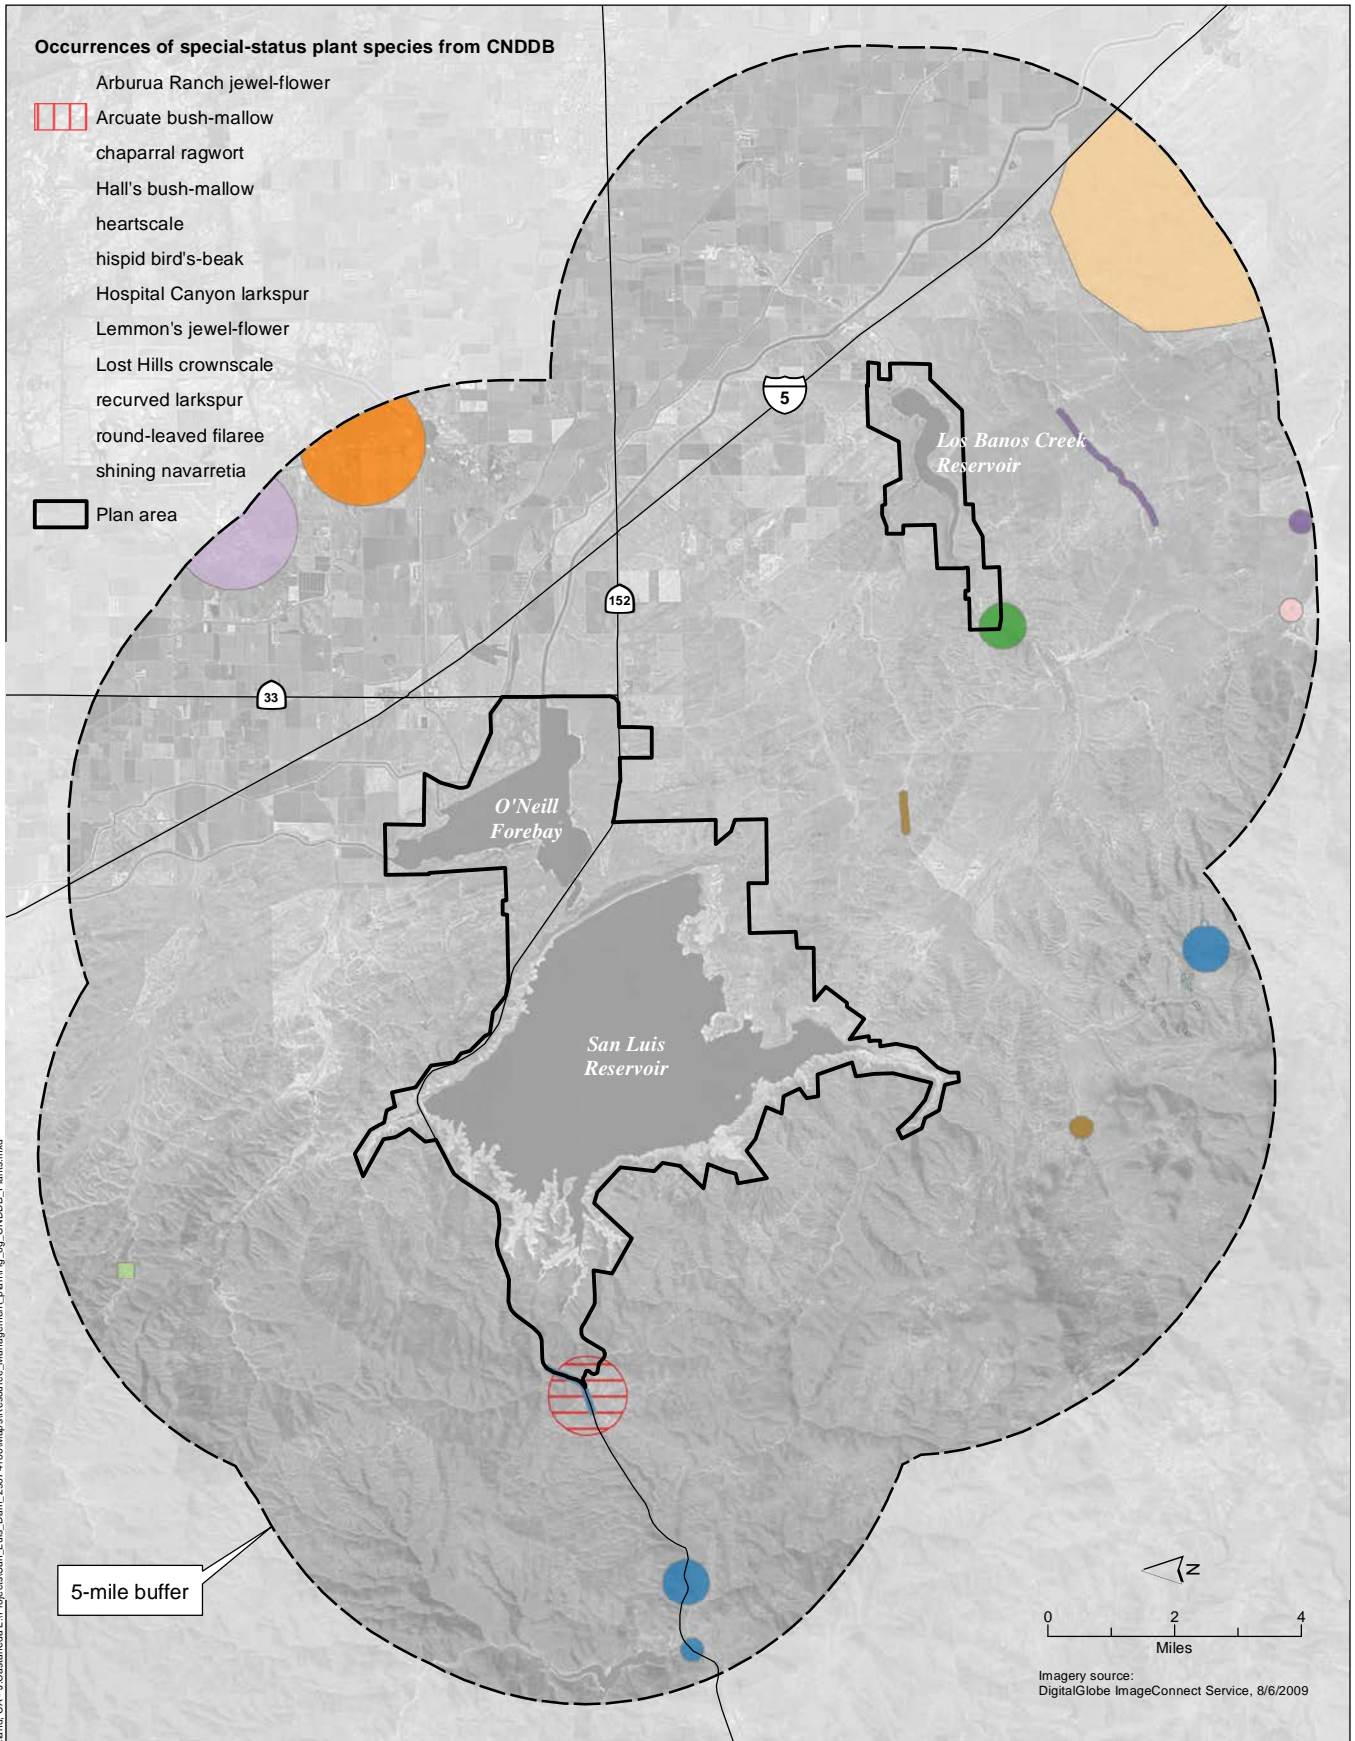 Occurrences of special-status plant species from CNDDB
Arburua Ranch jewel-flower
Arcuate bush-mallow
chaparral ragwort
Hall's bush-mallow
heartscale
hispid bird's-beak
Hospital Canyon larkspur
Lemmon's jewel-flower
Lost Hills crownscale
recurved larkspur
round-leaved filaree
shining navarretia
Plan area
5
Los Banos Creek
Reservoir
152
33
O'Neill
Forebay
San Luis
Reservoir
5-mile buffer
N
0 2 4
Miles
Imagery source:
DigitalGlobe ImageConnect Service, 8/6/2009